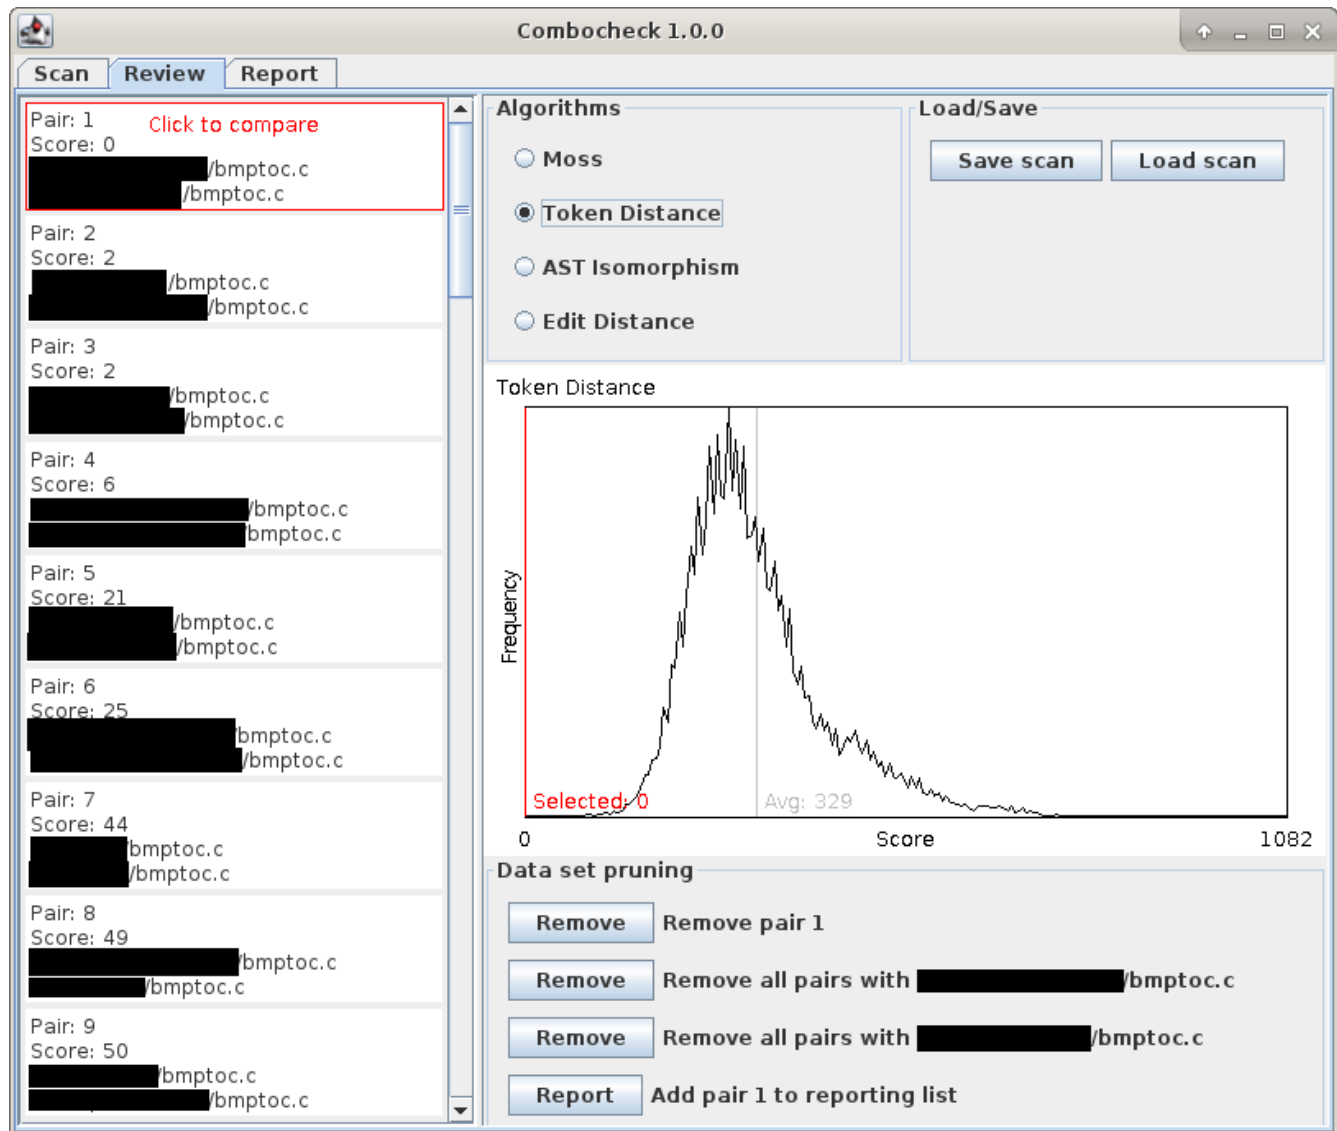 Combocheck 1.0.0
Scan Review Report
Pair: 1 Click to compare
Score: 0
/bmptoc.c
/bmptoc.c
Pair: 2
Score: 2
/bmptoc.c
/bmptoc.c
Pair: 3
Score: 2
/bmptoc.c
/bmptoc.c
Pair: 4
Score: 6
/bmptoc.c
/bmptoc.c
Pair: 5
Score: 21
/bmptoc.c
/bmptoc.c
Pair: 6
Score: 25
/bmptoc.c
/bmptoc.c
Pair: 7
Score: 44
/bmptoc.c
/bmptoc.c
Pair: 8
Score: 49
/bmptoc.c
/bmptoc.c
Pair: 9
Score: 50
/bmptoc.c
/bmptoc.c
Algorithms
Moss
Token Distance
AST Isomorphism
Edit Distance
Load/Save
Save scan Load scan
Token Distance
Frequency
Selected: 0 Avg: 329
0 Score 1082
Data set pruning
Remove Remove pair 1
Remove Remove all pairs with /bmptoc.c
Remove Remove all pairs with /bmptoc.c
Report Add pair 1 to reporting list